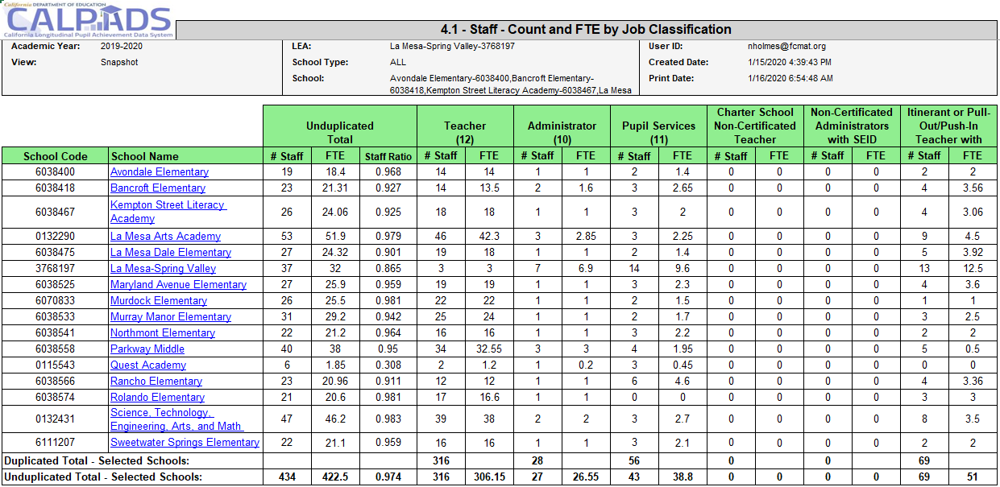 California DEPARTMENT OF EDUCATION
CALPADS
California Longitudinal Pupil Achievement Data System
4.1 - Staff - Count and FTE by Job Classification
Academic Year: 2019-2020 LEA: La Mesa-Spring Valley-3768197 User ID: nholmes@fcmat.org
View: Snapshot School Type: ALL Created Date: 1/15/2020 4:39:43 PM
School: Avondale Elementary-6038400,Bancroft Elementary- Print Date: 1/16/2020 6:54:48 AM
6038418,Kempton Street Literacy Academy-6038467,La Mesa
Unduplicated Total Teacher (12) Administrator (10) Pupil Services (11) Charter School Non-Certificated Teacher Non-Certificated Administrators with SEID Itinerant or Pull-Out/Push-In Teacher with
School Code School Name # Staff FTE Staff Ratio # Staff FTE # Staff FTE # Staff FTE # Staff FTE # Staff FTE # Staff FTE
6038400 Avondale Elementary 19 18.4 0.968 14 14 1 1 2 1.4 0 0 0 0 2 2
6038418 Bancroft Elementary 23 21.31 0.927 14 13.5 2 1.6 3 2.65 0 0 0 0 4 3.56
6038467 Kempton Street Literacy Academy 26 24.06 0.925 18 18 1 1 3 2 0 0 0 0 4 3.06
0132290 La Mesa Arts Academy 53 51.9 0.979 46 42.3 3 2.85 3 2.25 0 0 0 0 9 4.5
6038475 La Mesa Dale Elementary 27 24.32 0.901 19 18 1 1 2 1.4 0 0 0 0 5 3.92
3768197 La Mesa-Spring Valley 37 32 0.865 3 3 7 6.9 14 9.6 0 0 0 0 13 12.5
6038525 Maryland Avenue Elementary 27 25.9 0.959 19 19 1 1 3 2.3 0 0 0 0 4 3.6
6070833 Murdock Elementary 26 25.5 0.981 22 22 1 1 2 1.5 0 0 0 0 1 1
6038533 Murray Manor Elementary 31 29.2 0.942 25 24 1 1 2 1.7 0 0 0 0 3 2.5
6038541 Northmont Elementary 22 21.2 0.964 16 16 1 1 3 2.2 0 0 0 0 2 2
6038558 Parkway Middle 40 38 0.95 34 32.55 3 3 4 1.95 0 0 0 0 5 0.5
0115543 Quest Academy 6 1.85 0.308 2 1.2 1 0.2 3 0.45 0 0 0 0 0 0
6038566 Rancho Elementary 23 20.96 0.911 12 12 1 1 6 4.6 0 0 0 0 4 3.36
6038574 Rolando Elementary 21 20.6 0.981 17 16.6 1 1 0 0 0 0 0 0 3 3
0132431 Science, Technology, Engineering, Arts, and Math 47 46.2 0.983 39 38 2 2 3 2.7 0 0 0 0 8 3.5
6111207 Sweetwater Springs Elementary 22 21.1 0.959 16 16 1 1 3 2.1 0 0 0 0 2 2
Duplicated Total - Selected Schools: 316 28 56 0 0 69
Unduplicated Total - Selected Schools: 434 422.5 0.974 316 306.15 27 26.55 43 38.8 0 0 0 0 69 51